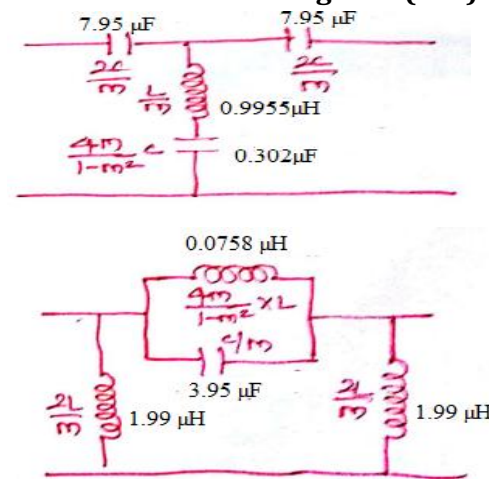 7.95 µF
7.95 µF
2C/m
2C/m
L/m
0.9955µH
4m/1-m² C
0.302µF
0.0758 µH
4m/1-m² XL
C/m
3.95 µF
2L/m
1.99 µH
2L/m
1.99 µH